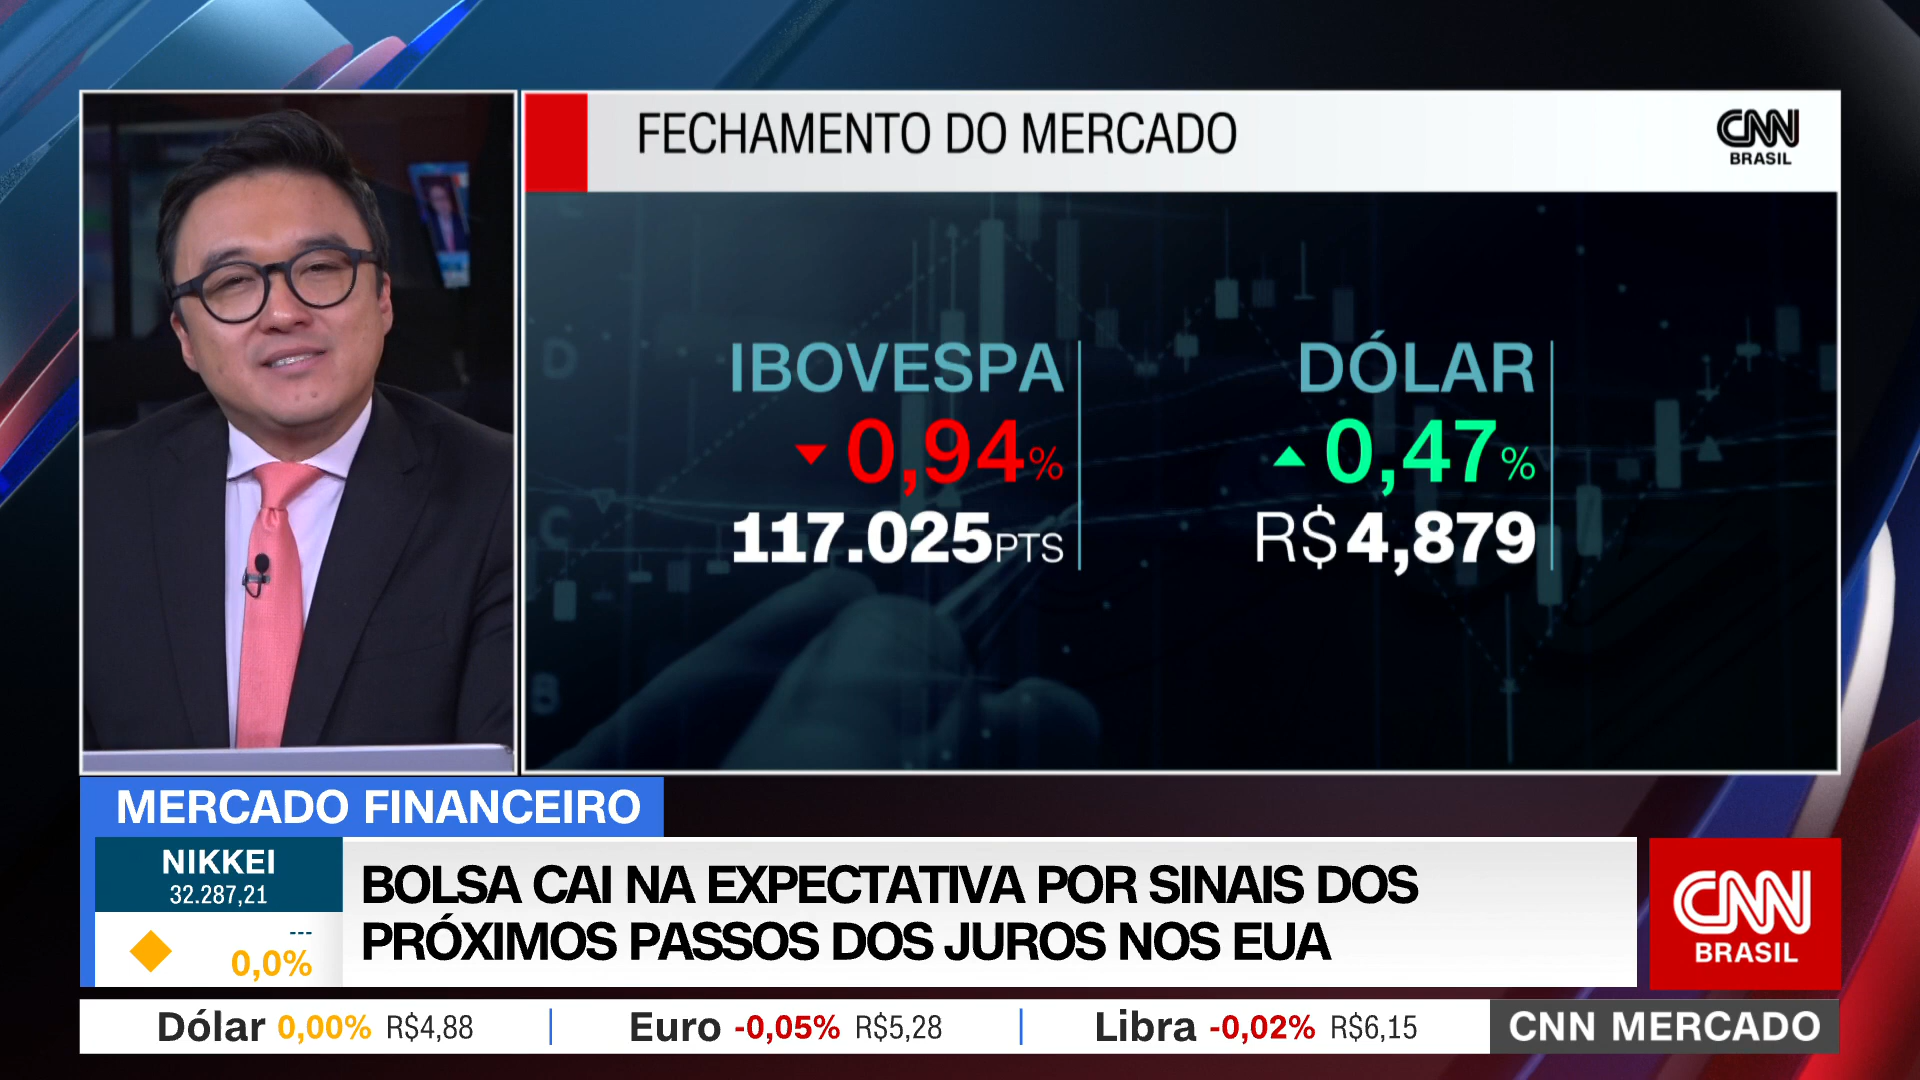 FECHAMENTO DO MERCADO
CNN
BRASIL
IBOVESPA
0,94%
117.025PTS
DÓLAR
0,47%
R$4,879
D
C
B
MERCADO FINANCEIRO
NIKKEI
32.287,21
---
0,0%
BOLSA CAI NA EXPECTATIVA POR SINAIS DOS
PRÓXIMOS PASSOS DOS JUROS NOS EUA
CNN
BRASIL
Dólar 0,00% R$4,88
Euro -0,05% R$5,28
Libra -0,02% R$6,15
CNN MERCADO